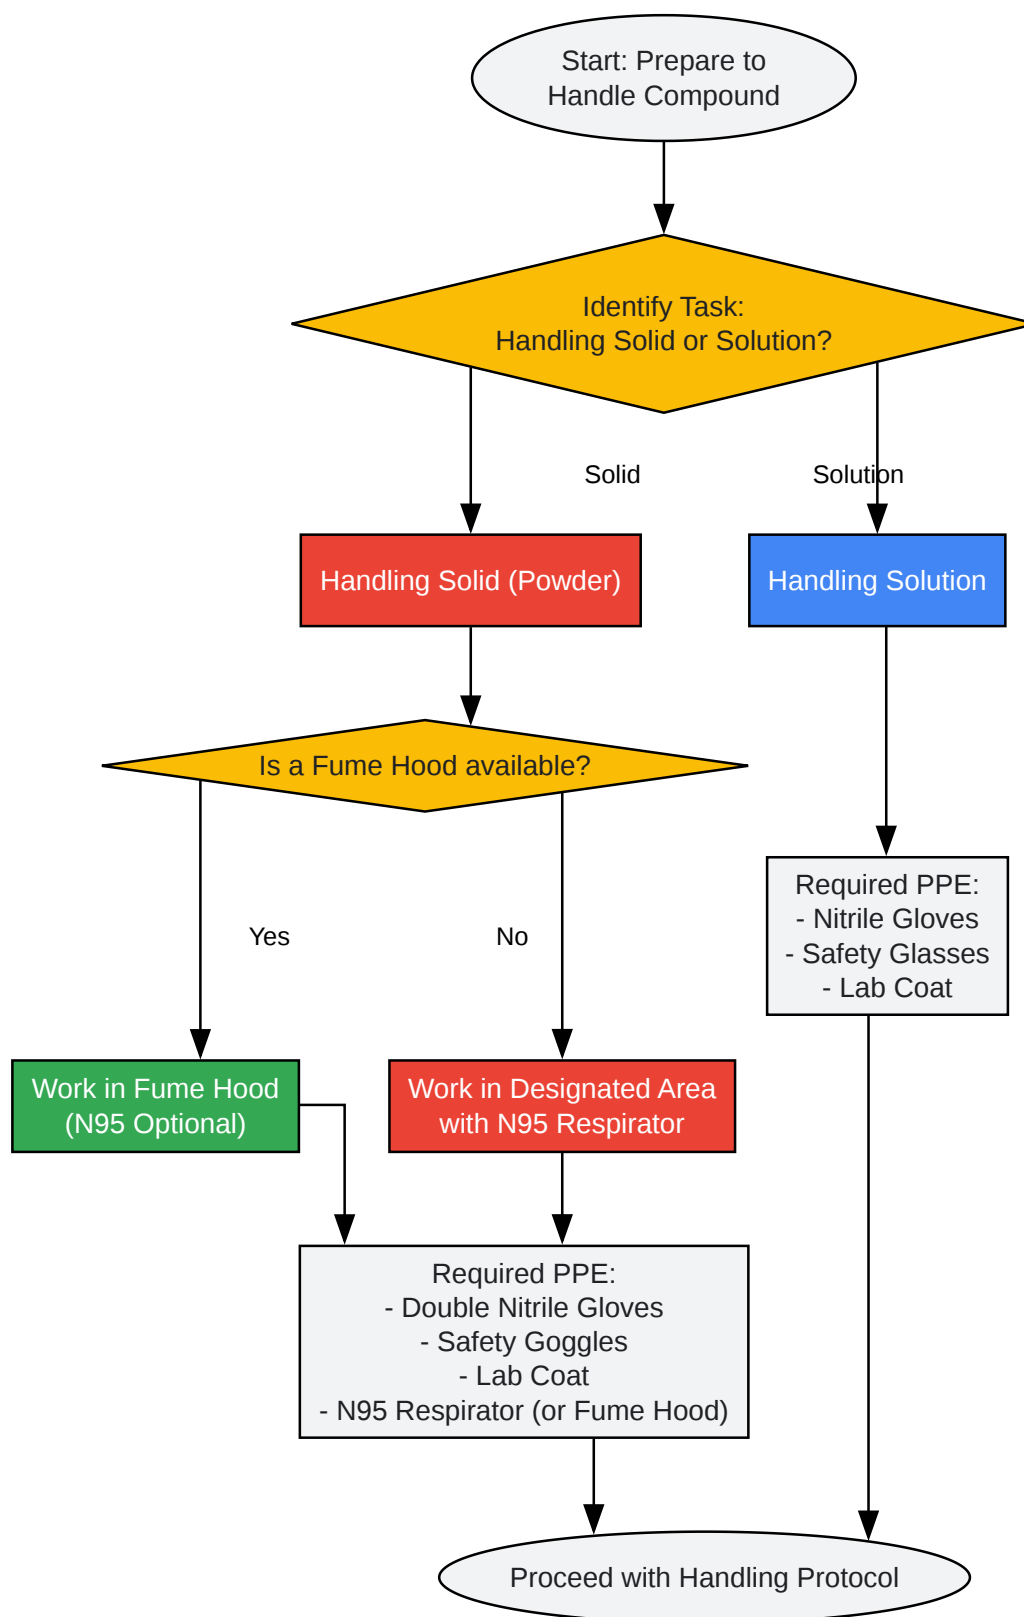 Start: Prepare to
Handle Compound
Identify Task:
Handling Solid or Solution?
Solid
Solution
Handling Solid (Powder)
Handling Solution
Is a Fume Hood available?
Yes
No
Required PPE:
- Nitrile Gloves
- Safety Glasses
- Lab Coat
Work in Fume Hood
(N95 Optional)
Work in Designated Area
with N95 Respirator
Required PPE:
- Double Nitrile Gloves
- Safety Goggles
- Lab Coat
- N95 Respirator (or Fume Hood)
Proceed with Handling Protocol